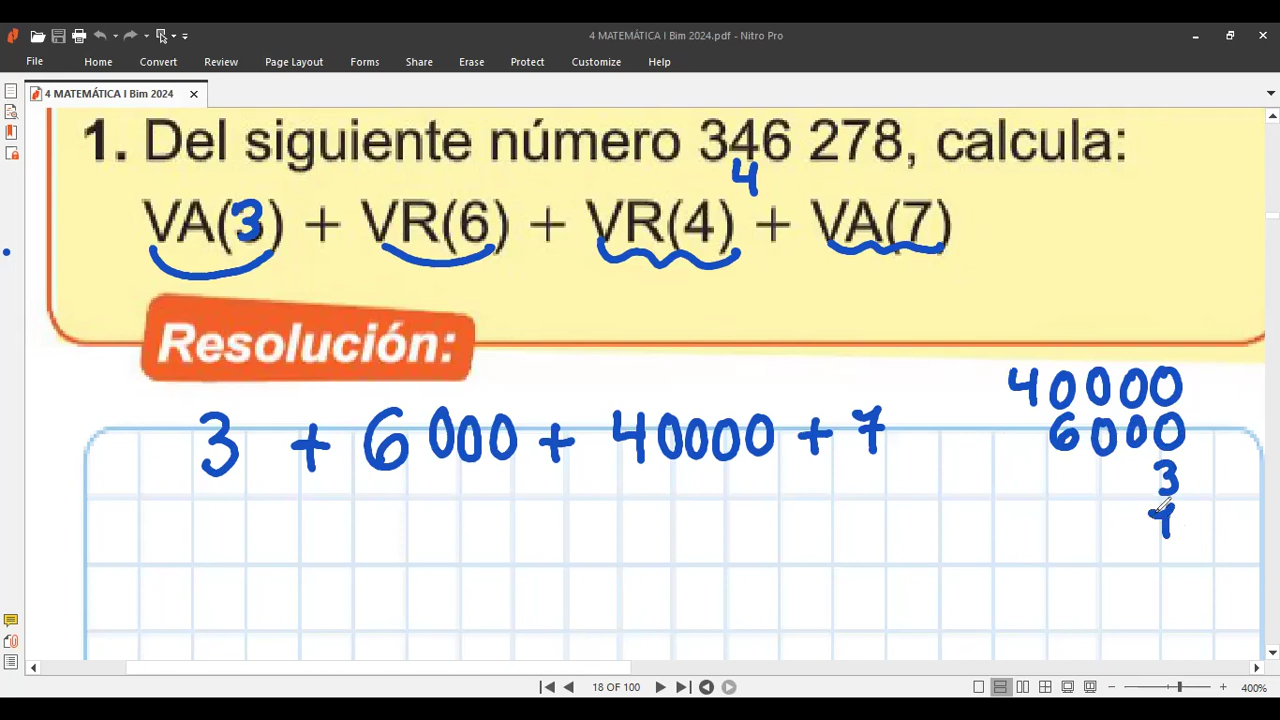 4 MATEMÁTICA I Bim 2024.pdf - Nitro Pro
File Home Convert Review Page Layout Forms Share Erase Protect Customize Help
4 MATEMÁTICA I Bim 2024
1. Del siguiente número 346 278, calcula:
4
VA(3) + VR(6) + VR(4) + VA(7)
Resolución:
40000
3 + 6000 + 40000 + 7
6000
3
7
18 OF 100
400%